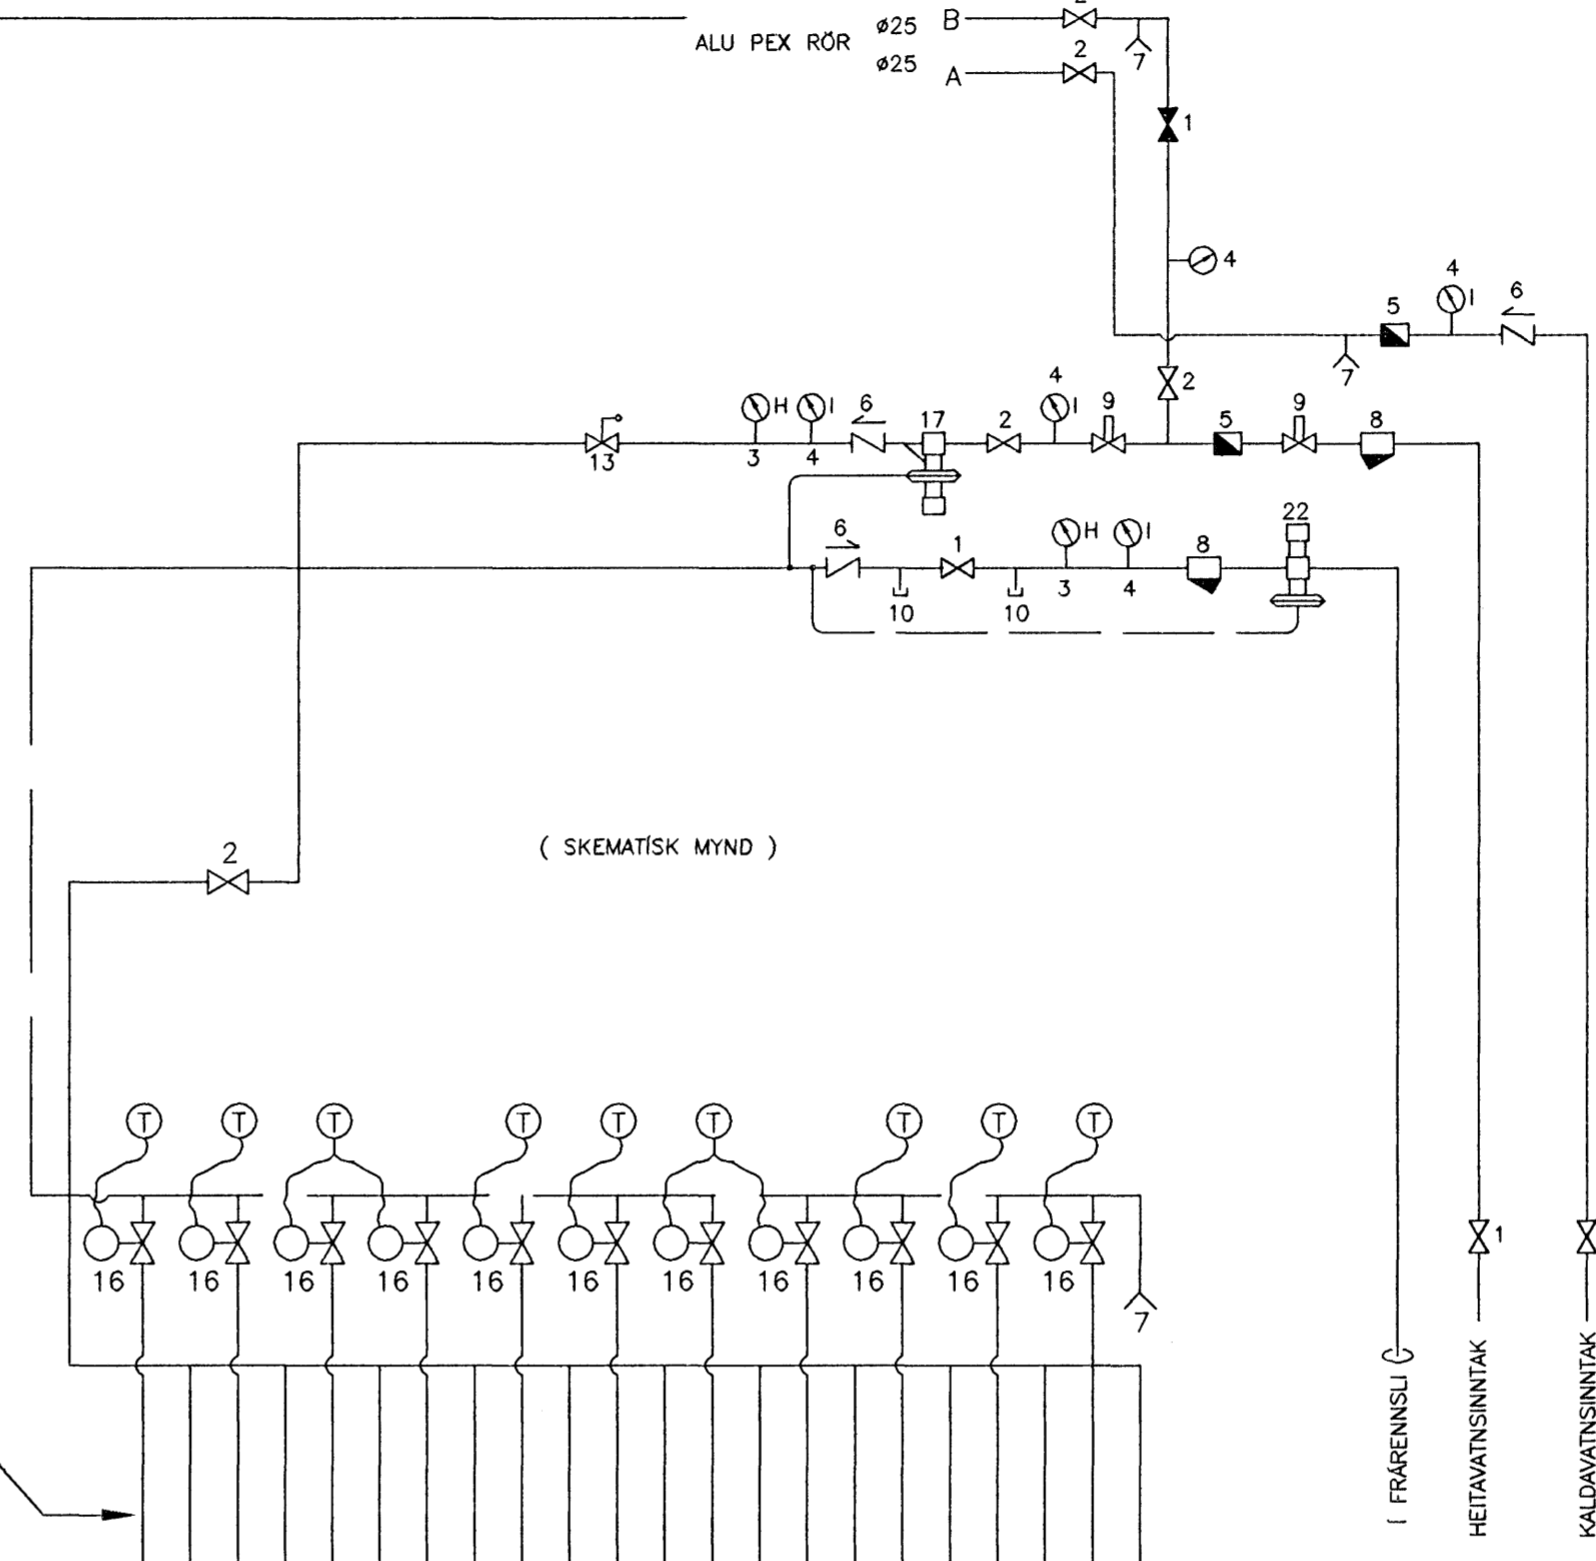 2
ø25 B
7
ALU PEX RÖR
ø25 A 2
1
4
4
6
5
7
2
4
9
5
9
8
17
2
6
H I
13
3 4
I
I
6
1
H I
8
22
10
10
3 4
( SKEMATÍSK MYND )
2
T T T T T T T T T
16 16 16 16 16 16 16 16 16 16 16
7
1
Í FRÁRENNSLI
HEITAVATNSINNTAK
KALDAVATNSINNTAK